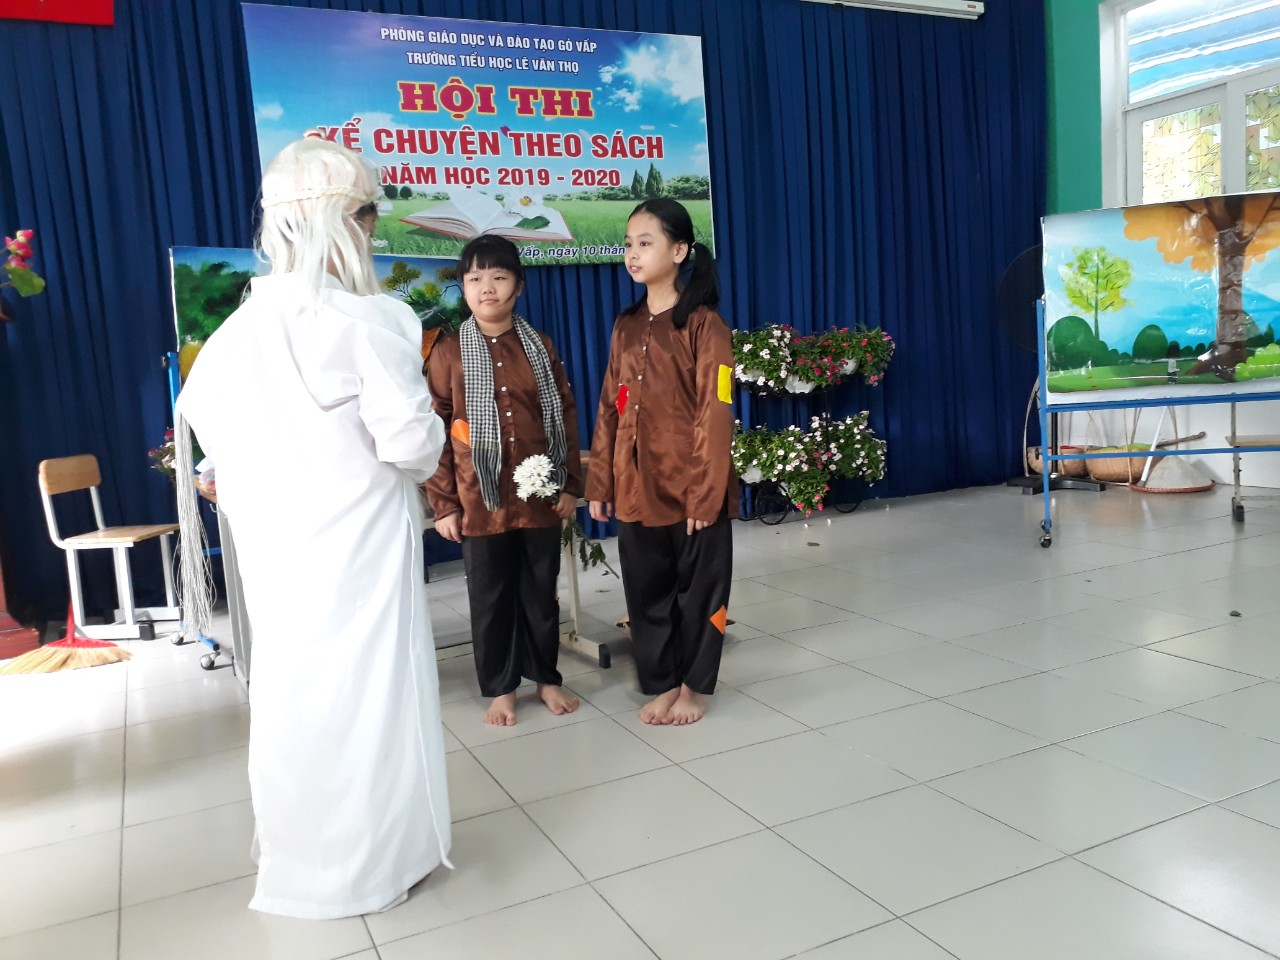 PHÒNG GIÁO DỤC VÀ ĐÀO TẠO GÒ VẤP
TRƯỜNG TIỂU HỌC LÊ VĂN THỌ
HỘI THI
KỂ CHUYỆN THEO SÁCH
NĂM HỌC 2019 - 2020
Vấp, ngày 10